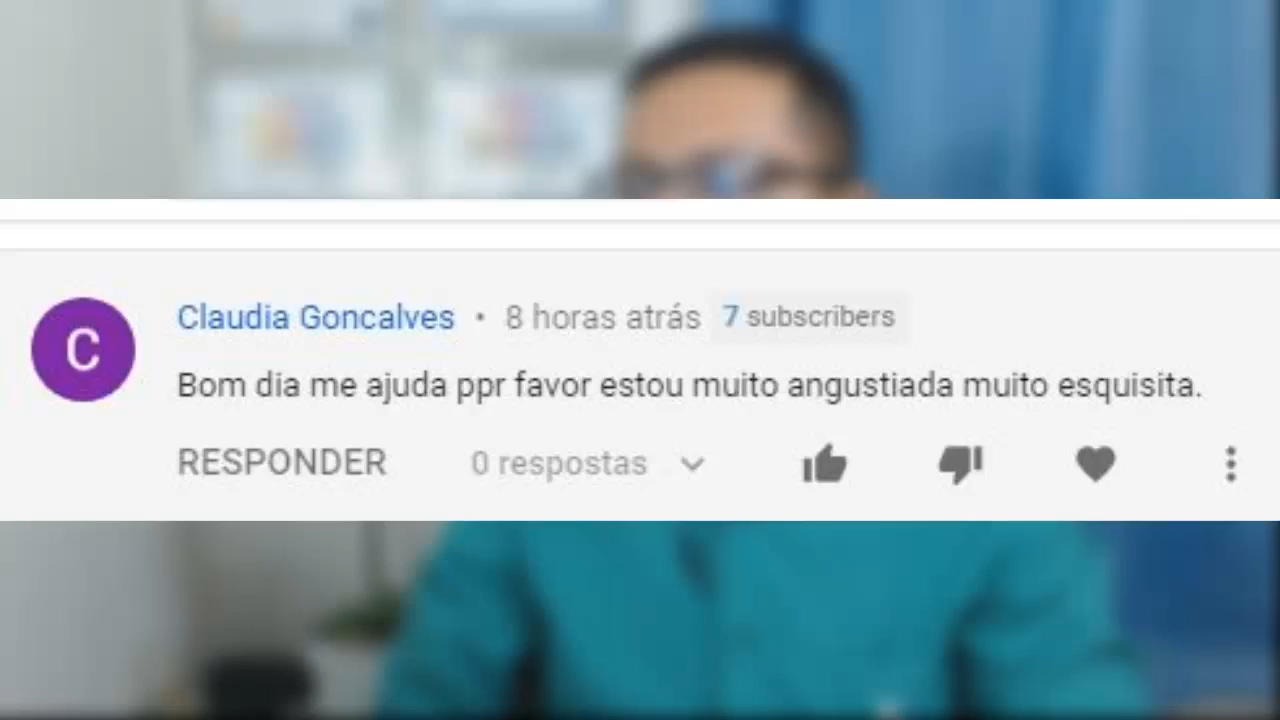 C
Claudia Goncalves • 8 horas atrás 7 subscribers
Bom dia me ajuda ppr favor estou muito angustiada muito esquisita.
RESPONDER 0 respostas